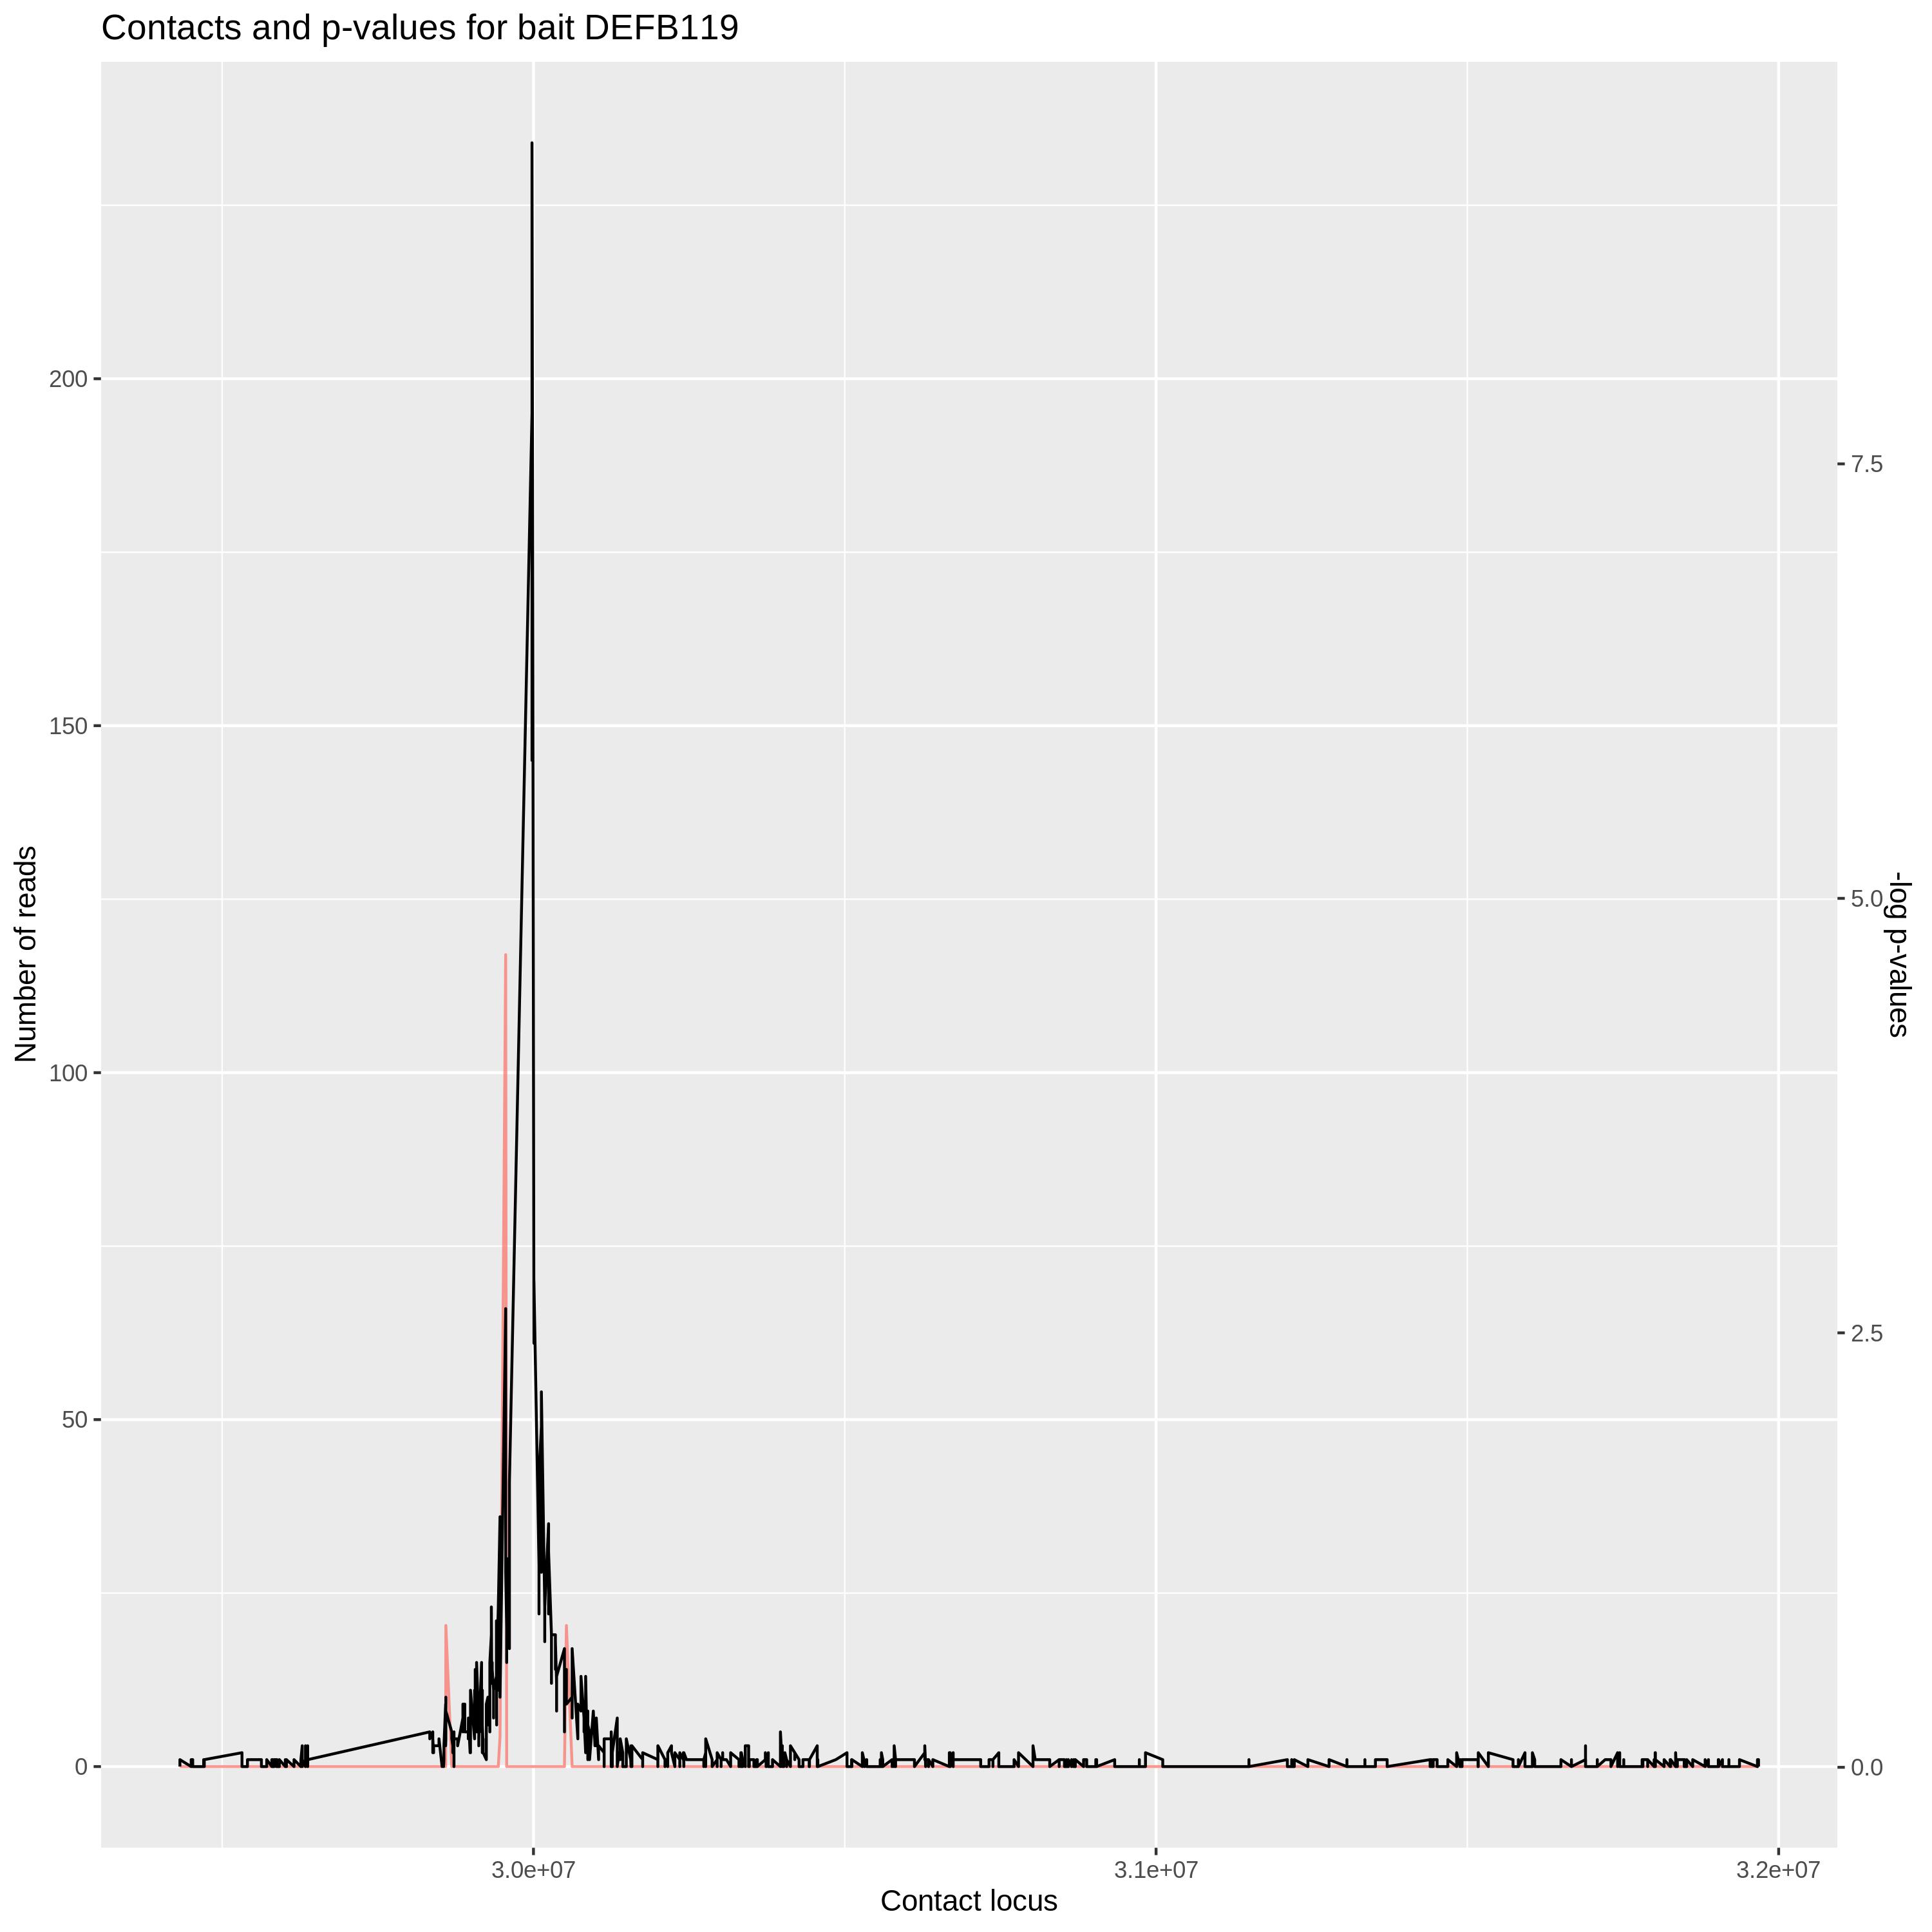 Contacts and p-values for bait DEFB119
Number of reads
200
150
100
50
0
7.5
5.0
2.5
0.0
-log p-values
3.0e+07
3.1e+07
3.2e+07
Contact locus